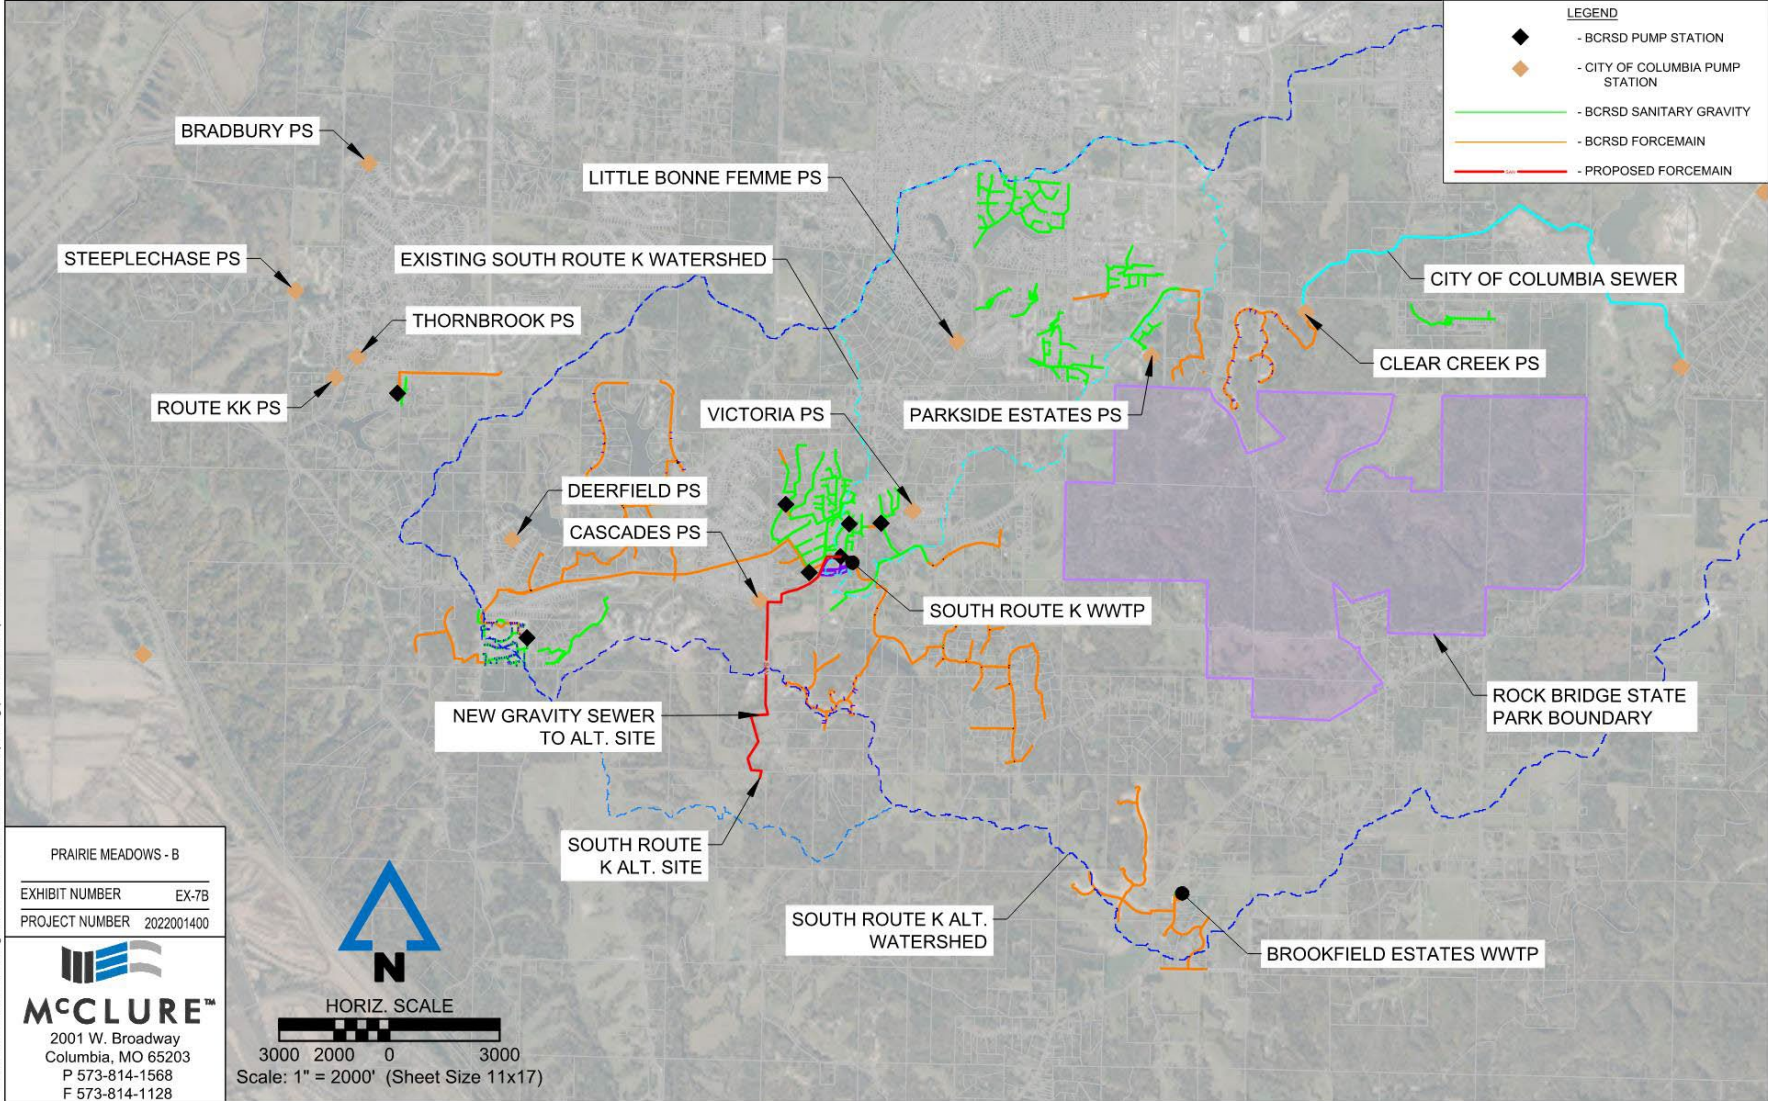 LEGEND
- BCRSD PUMP STATION
- CITY OF COLUMBIA PUMP
STATION
- BCRSD SANITARY GRAVITY
- BCRSD FORCEMAIN
- PROPOSED FORCEMAIN
BRADBURY PS
LITTLE BONNE FEMME PS
STEEPLECHASE PS
EXISTING SOUTH ROUTE K WATERSHED
CITY OF COLUMBIA SEWER
THORNBROOK PS
CLEAR CREEK PS
ROUTE KK PS
VICTORIA PS
PARKSIDE ESTATES PS
DEERFIELD PS
CASCADES PS
SOUTH ROUTE K WWTP
NEW GRAVITY SEWER
TO ALT. SITE
ROCK BRIDGE STATE
PARK BOUNDARY
SOUTH ROUTE
K ALT. SITE
SOUTH ROUTE K ALT.
WATERSHED
BROOKFIELD ESTATES WWTP
PRAIRIE MEADOWS - B
EXHIBIT NUMBER EX-7B
PROJECT NUMBER 2022001400
McCLURE™
2001 W. Broadway
Columbia, MO 65203
P 573-814-1568
F 573-814-1128
N
HORIZ. SCALE
3000 2000 0 3000
Scale: 1" = 2000' (Sheet Size 11x17)